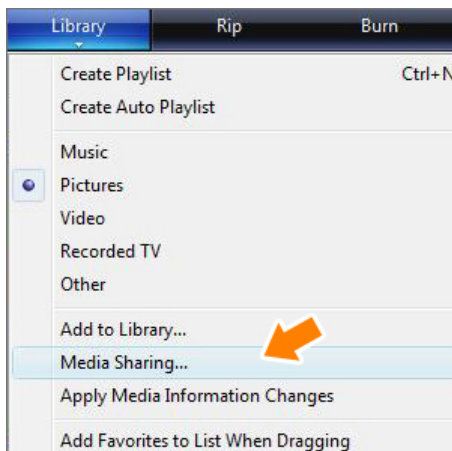 Library Rip Burn
Create Playlist Ctrl+N
Create Auto Playlist
Music
Pictures
Video
Recorded TV
Other
Add to Library...
Media Sharing...
Apply Media Information Changes
Add Favorites to List When Dragging